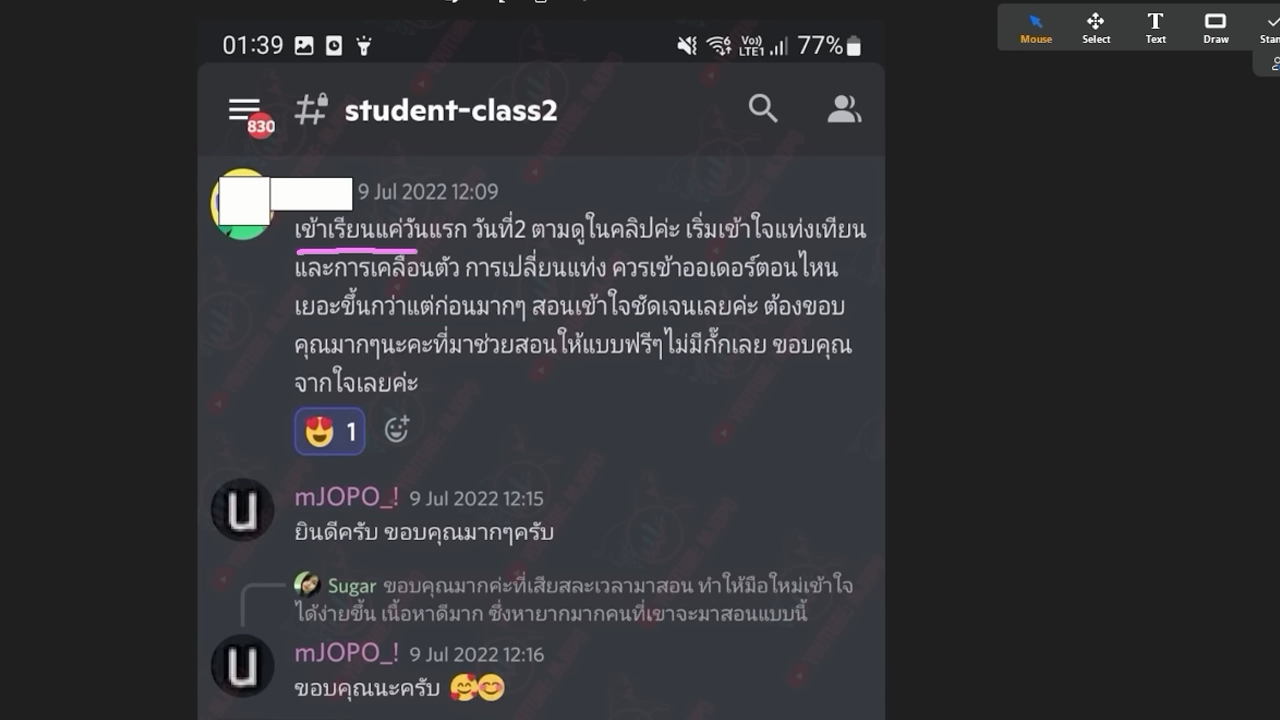 01:39
Vo)) LTE1 77%
Mouse Select Text Draw
student-class2
830
9 Jul 2022 12:09
เข้าเรียนแค่วันแรก วันที่2 ตามดูในคลิปค่ะ เริ่มเข้าใจแท่งเทียน
และการเคลื่อนตัว การเปลี่ยนแท่ง ควรเข้าออเดอร์ตอนไหน
เยอะขึ้นกว่าแต่ก่อนมากๆ สอนเข้าใจชัดเจนเลยค่ะ ต้องขอบ
คุณมากๆนะคะที่มาช่วยสอนให้แบบฟรีๆไม่มีกั๊กเลย ขอบคุณ
จากใจเลยค่ะ
1
mJOPO_! 9 Jul 2022 12:15
ยินดีครับ ขอบคุณมากๆครับ
Sugar ขอบคุณมากค่ะที่เสียสละเวลามาสอน ทำให้มือใหม่เข้าใจ
ได้ง่ายขึ้น เนื้อหาดีมาก ซึ่งหายากมากคนที่เขาจะมาสอนแบบนี้
mJOPO_! 9 Jul 2022 12:16
ขอบคุณนะครับ